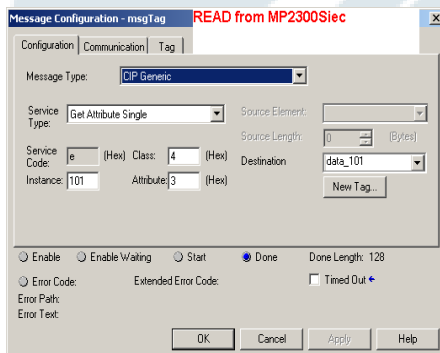 Message Configuration - msgTag
READ from MP2300Siec
x
Configuration Communication Tag
Message Type: CIP Generic
Service Type: Get Attribute Single
Source Element:
Source Length: 0 (Bytes)
Service Code: e (Hex) Class: 4 (Hex)
Destination data_101
Instance: 101 Attribute: 3 (Hex)
New Tag...
Enable Enable Waiting Start Done Done Length: 128
Error Code: Extended Error Code: Timed Out
Error Path:
Error Text:
OK Cancel Apply Help